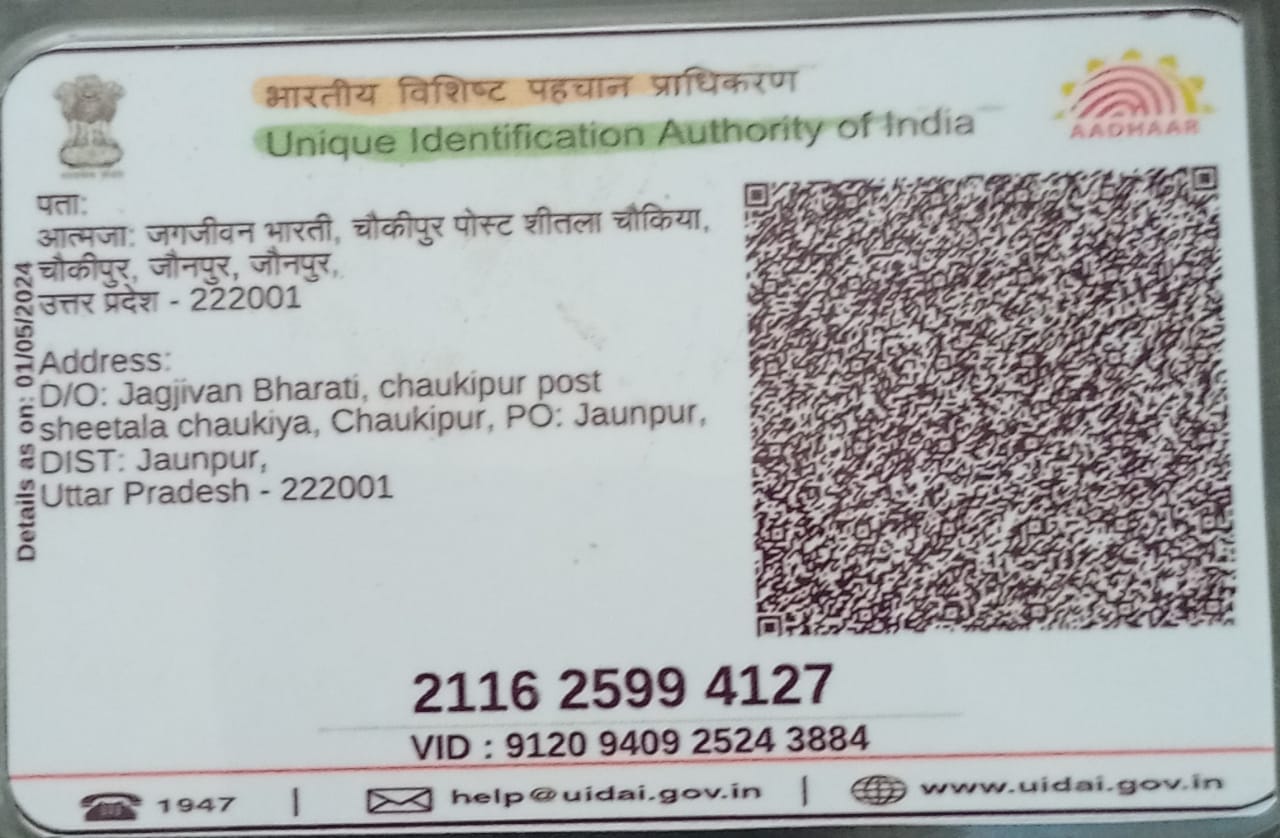 भारतीय विशिष्ट पहचान प्राधिकरण
Unique Identification Authority of India
AADHAAR
पता:
आत्मजा: जगजीवन भारती, चौकीपुर पोस्ट शीतला चौकिया,
चौकीपुर, जौनपुर, जौनपुर,
उत्तर प्रदेश - 222001
Address:
D/O: Jagjivan Bharati, chaukipur post
sheetala chaukiya, Chaukipur, PO: Jaunpur,
DIST: Jaunpur,
Uttar Pradesh - 222001
Details as on: 01/05/2024
2116 2599 4127
VID : 9120 9409 2524 3884
1947 | help@uidai.gov.in | www.uidai.gov.in